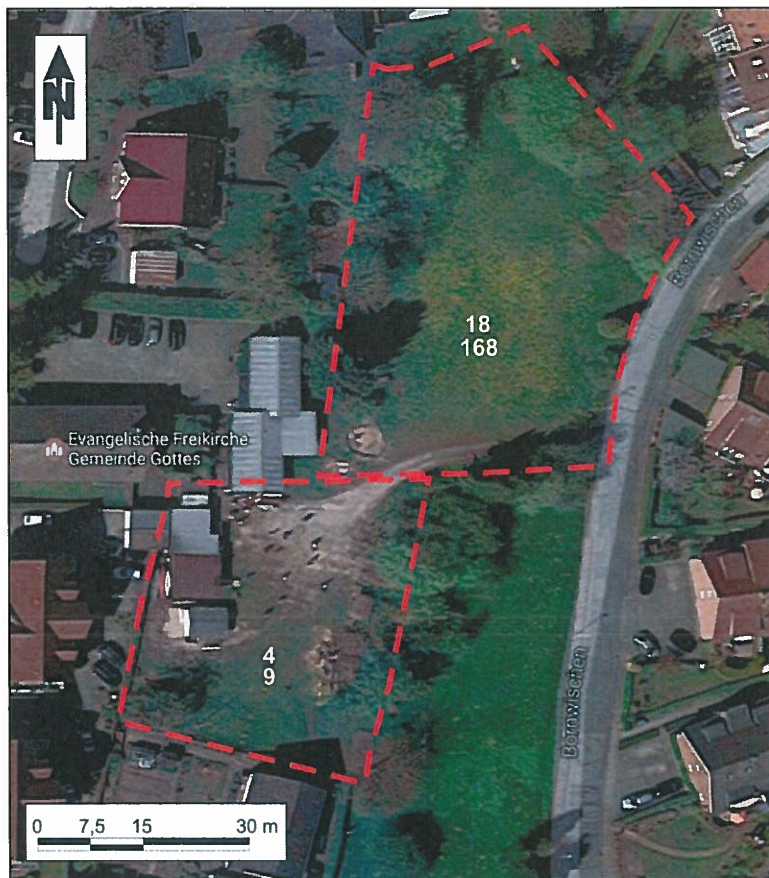 N
Bornwischen
18
168
Evangelische Freikirche
Gemeinde Gottes
4
9
Bornwischen
0 7,5 15 30 m